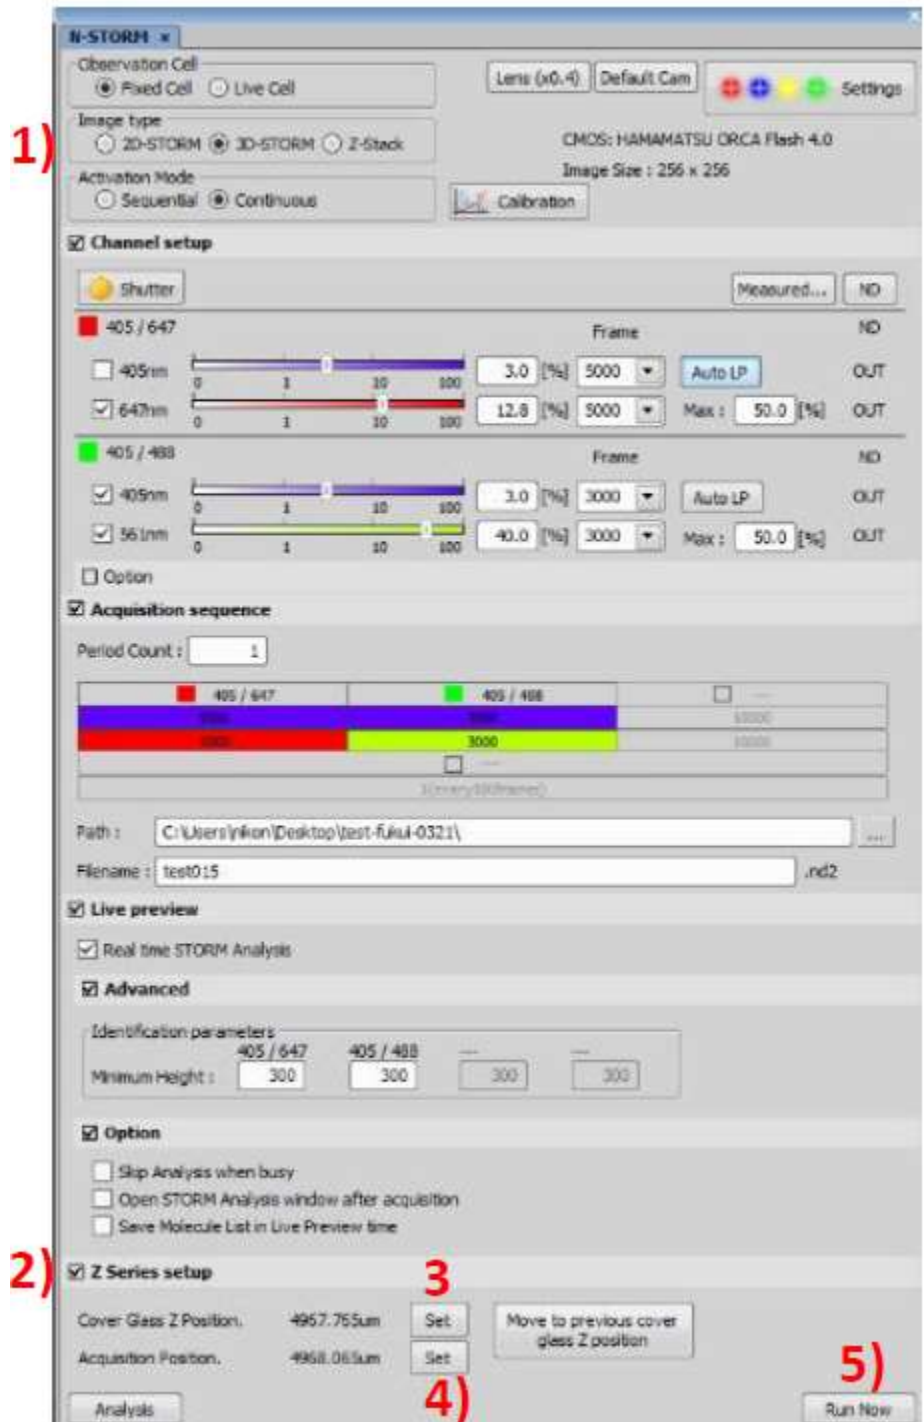 N-STORM ×
Observation Cell
Fixed Cell Live Cell
Lens (x0.4) Default Cam Settings
1) Image type
2D-STORM 3D-STORM Z-Stack
CMOS: HAMAMATSU ORCA Flash 4.0
Image Size : 256 x 256
Activation Mode
Sequential Continuous
Calibration
Channel setup
Shutter Measured... ND
405 / 647 Frame ND
405nm 0 1 10 100 3.0 [%] 5000 Auto LP OUT
647nm 0 1 10 100 12.8 [%] 5000 Max : 50.0 [%] OUT
405 / 488 Frame ND
405nm 0 1 10 100 3.0 [%] 3000 Auto LP OUT
561nm 0 1 10 100 40.0 [%] 3000 Max : 50.0 [%] OUT
Option
Acquisition sequence
Period Count : 1
405 / 647 405 / 488 ---
10000
3000 10000
---
Path : C:\Users\nikon\Desktop\test-fukui-0321\ ...
Filename : test015 .nd2
Live preview
Real time STORM Analysis
Advanced
Identification parameters
405 / 647 405 / 488 --- ---
Minimum Height : 300 300 300 300
Option
Skip Analysis when busy
Open STORM Analysis window after acquisition
Save Molecule List in Live Preview time
2) Z Series setup 3
Cover Glass Z Position. 4967.765um Set Move to previous cover
glass Z position
Acquisition Position. 4968.065um Set
4) 5)
Analysis Run Now